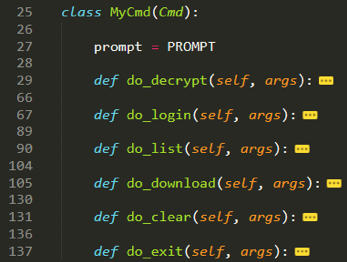 25 class MyCmd(Cmd):
26
27 prompt = PROMPT
28
29 def do_decrypt(self, args):
66
67 def do_login(self, args):
89
90 def do_list(self, args):
104
105 def do_download(self, args):
130
131 def do_clear(self, args):
136
137 def do_exit(self, args):